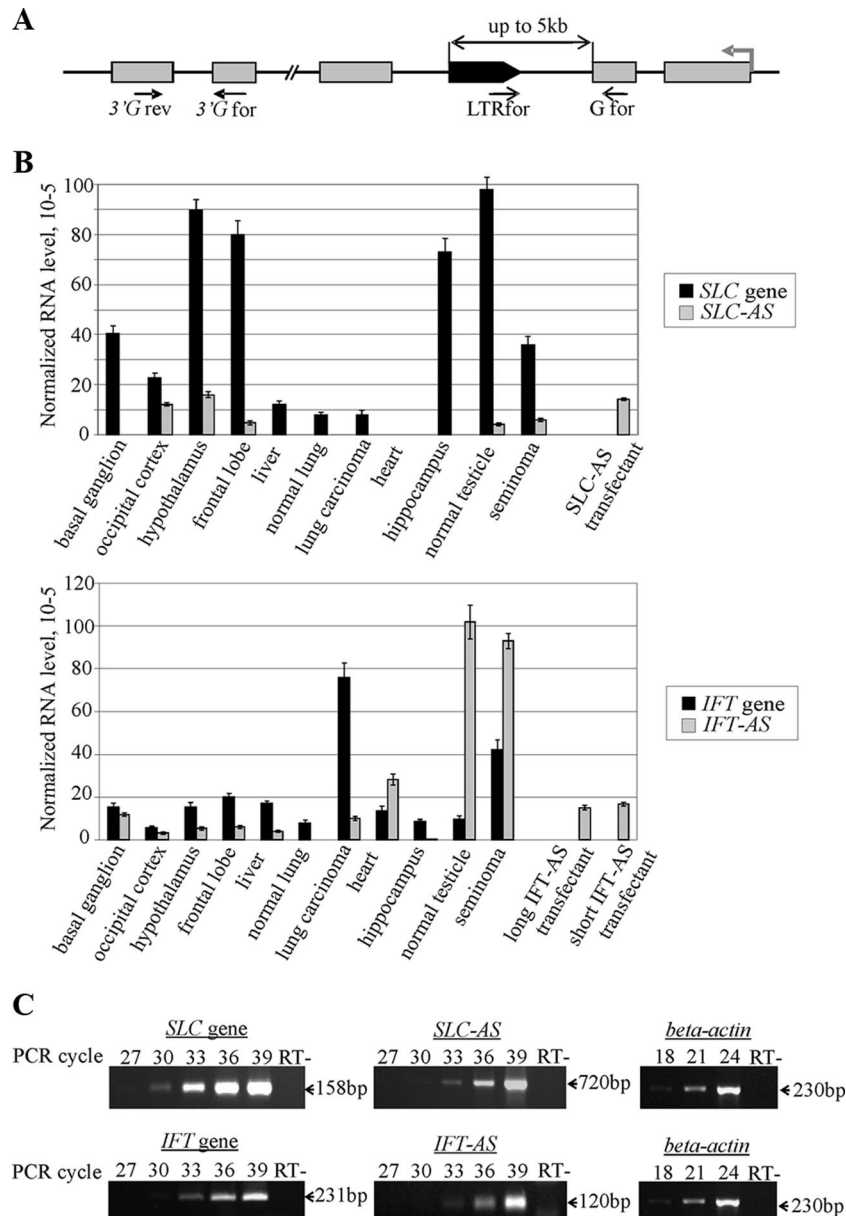 A
up to 5kb
3'G rev
3'G for
LTRfor
G for
B
Normalized RNA level, 10-5
100
80
60
40
20
0
SLC gene
SLC-AS
basal ganglion
occipital cortex
hypothalamus
frontal lobe
liver
normal lung
lung carcinoma
heart
hippocampus
normal testicle
seminoma
SLC-AS
transfectant
Normalized RNA level, 10-5
120
100
80
60
40
20
0
IFT gene
IFT-AS
basal ganglion
occipital cortex
hypothalamus
frontal lobe
liver
normal lung
lung carcinoma
heart
hippocampus
normal testicle
seminoma
long IFT-AS
transfectant
short IFT-AS
transfectant
C
SLC gene
PCR cycle 27 30 33 36 39 RT-
158bp
SLC-AS
27 30 33 36 39 RT-
720bp
beta-actin
18 21 24 RT-
230bp
IFT gene
PCR cycle 27 30 33 36 39 RT-
231bp
IFT-AS
27 30 33 36 39 RT-
120bp
beta-actin
18 21 24 RT-
230bp